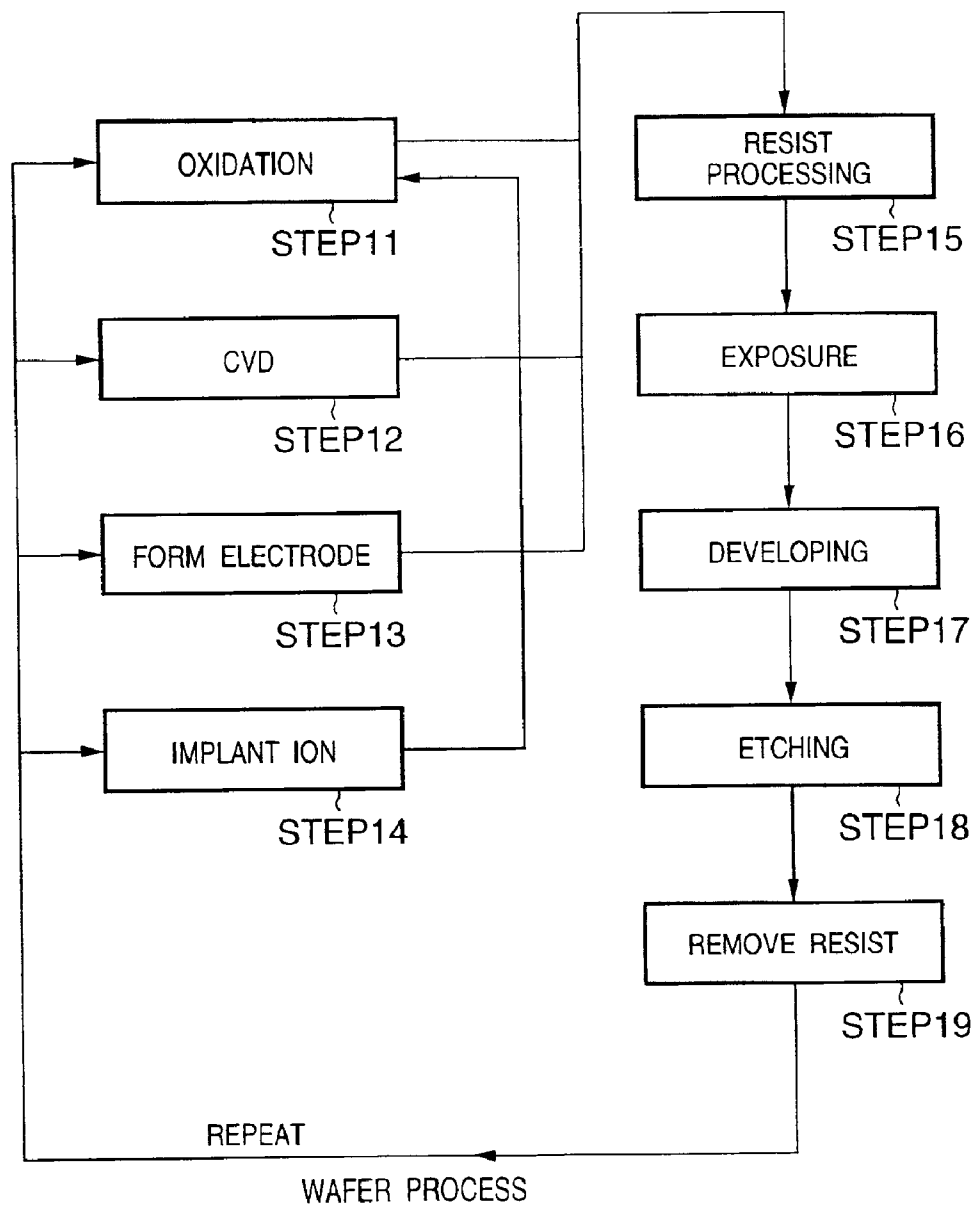 OXIDATION
STEP11
CVD
STEP12
FORM ELECTRODE
STEP13
IMPLANT ION
STEP14
RESIST
PROCESSING
STEP15
EXPOSURE
STEP16
DEVELOPING
STEP17
ETCHING
STEP18
REMOVE RESIST
STEP19
REPEAT
WAFER PROCESS